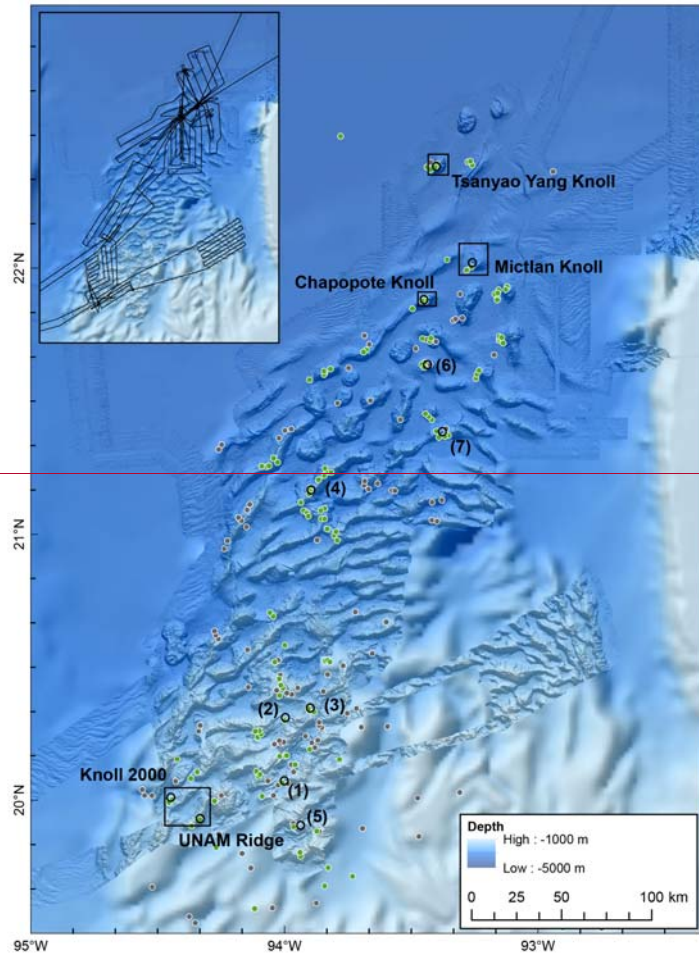 Tsanyao Yang Knoll
22°N
Mictlan Knoll
Chapopote Knoll
(6)
(7)
(4)
21°N
(2)
(3)
Knoll 2000
(1)
20°N
(5)
UNAM Ridge
Depth
High : -1000 m
Low : -5000 m
0 25 50 100 km
95°W 94°W 93°W